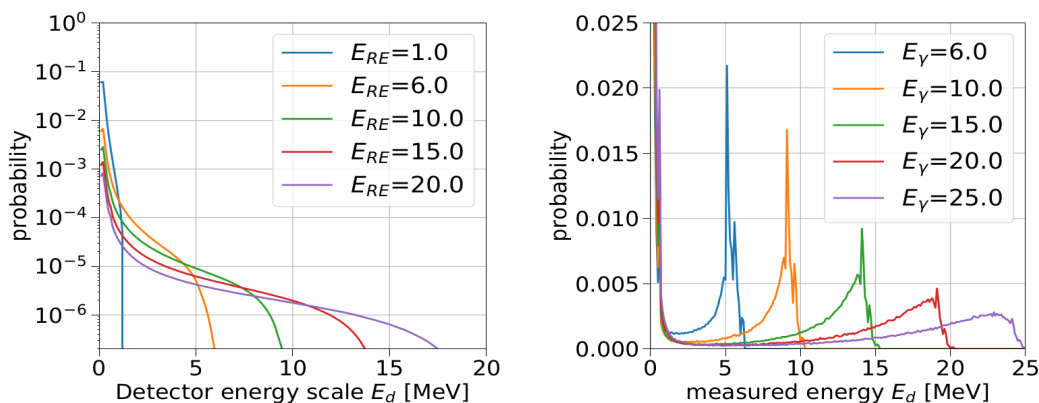 10⁰
10⁻¹
10⁻²
10⁻³
10⁻⁴
10⁻⁵
10⁻⁶
probability
0
5
10
15
20
Detector energy scale E_d [MeV]
E_RE=1.0
E_RE=6.0
E_RE=10.0
E_RE=15.0
E_RE=20.0
0.025
0.020
0.015
0.010
0.005
0.000
probability
0
5
10
15
20
25
measured energy E_d [MeV]
E_γ=6.0
E_γ=10.0
E_γ=15.0
E_γ=20.0
E_γ=25.0